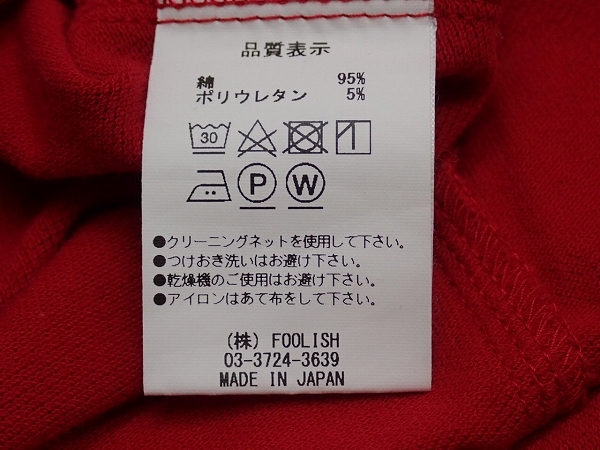 品質表示
綿 95%
ポリウレタン 5%
30
P W
●クリーニングネットを使用して下さい。
●つけおき洗いはお避け下さい。
●乾燥機のご使用はお避け下さい。
●アイロンはあて布をして下さい。
(株) FOOLISH
03-3724-3639
MADE IN JAPAN